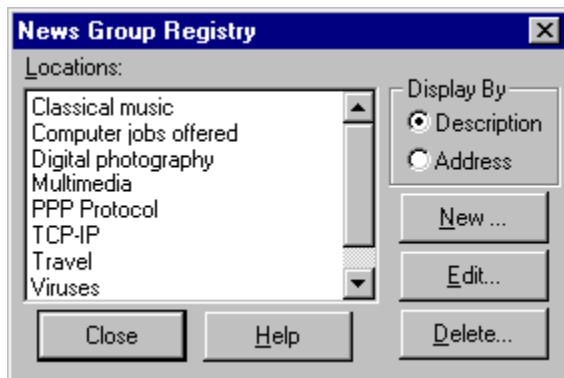 News Group Registry
Locations:
Classical music
Computer jobs offered
Digital photography
Multimedia
PPP Protocol
TCP-IP
Travel
Viruses
Display By
Description
Address
New ...
Edit...
Delete...
Close
Help